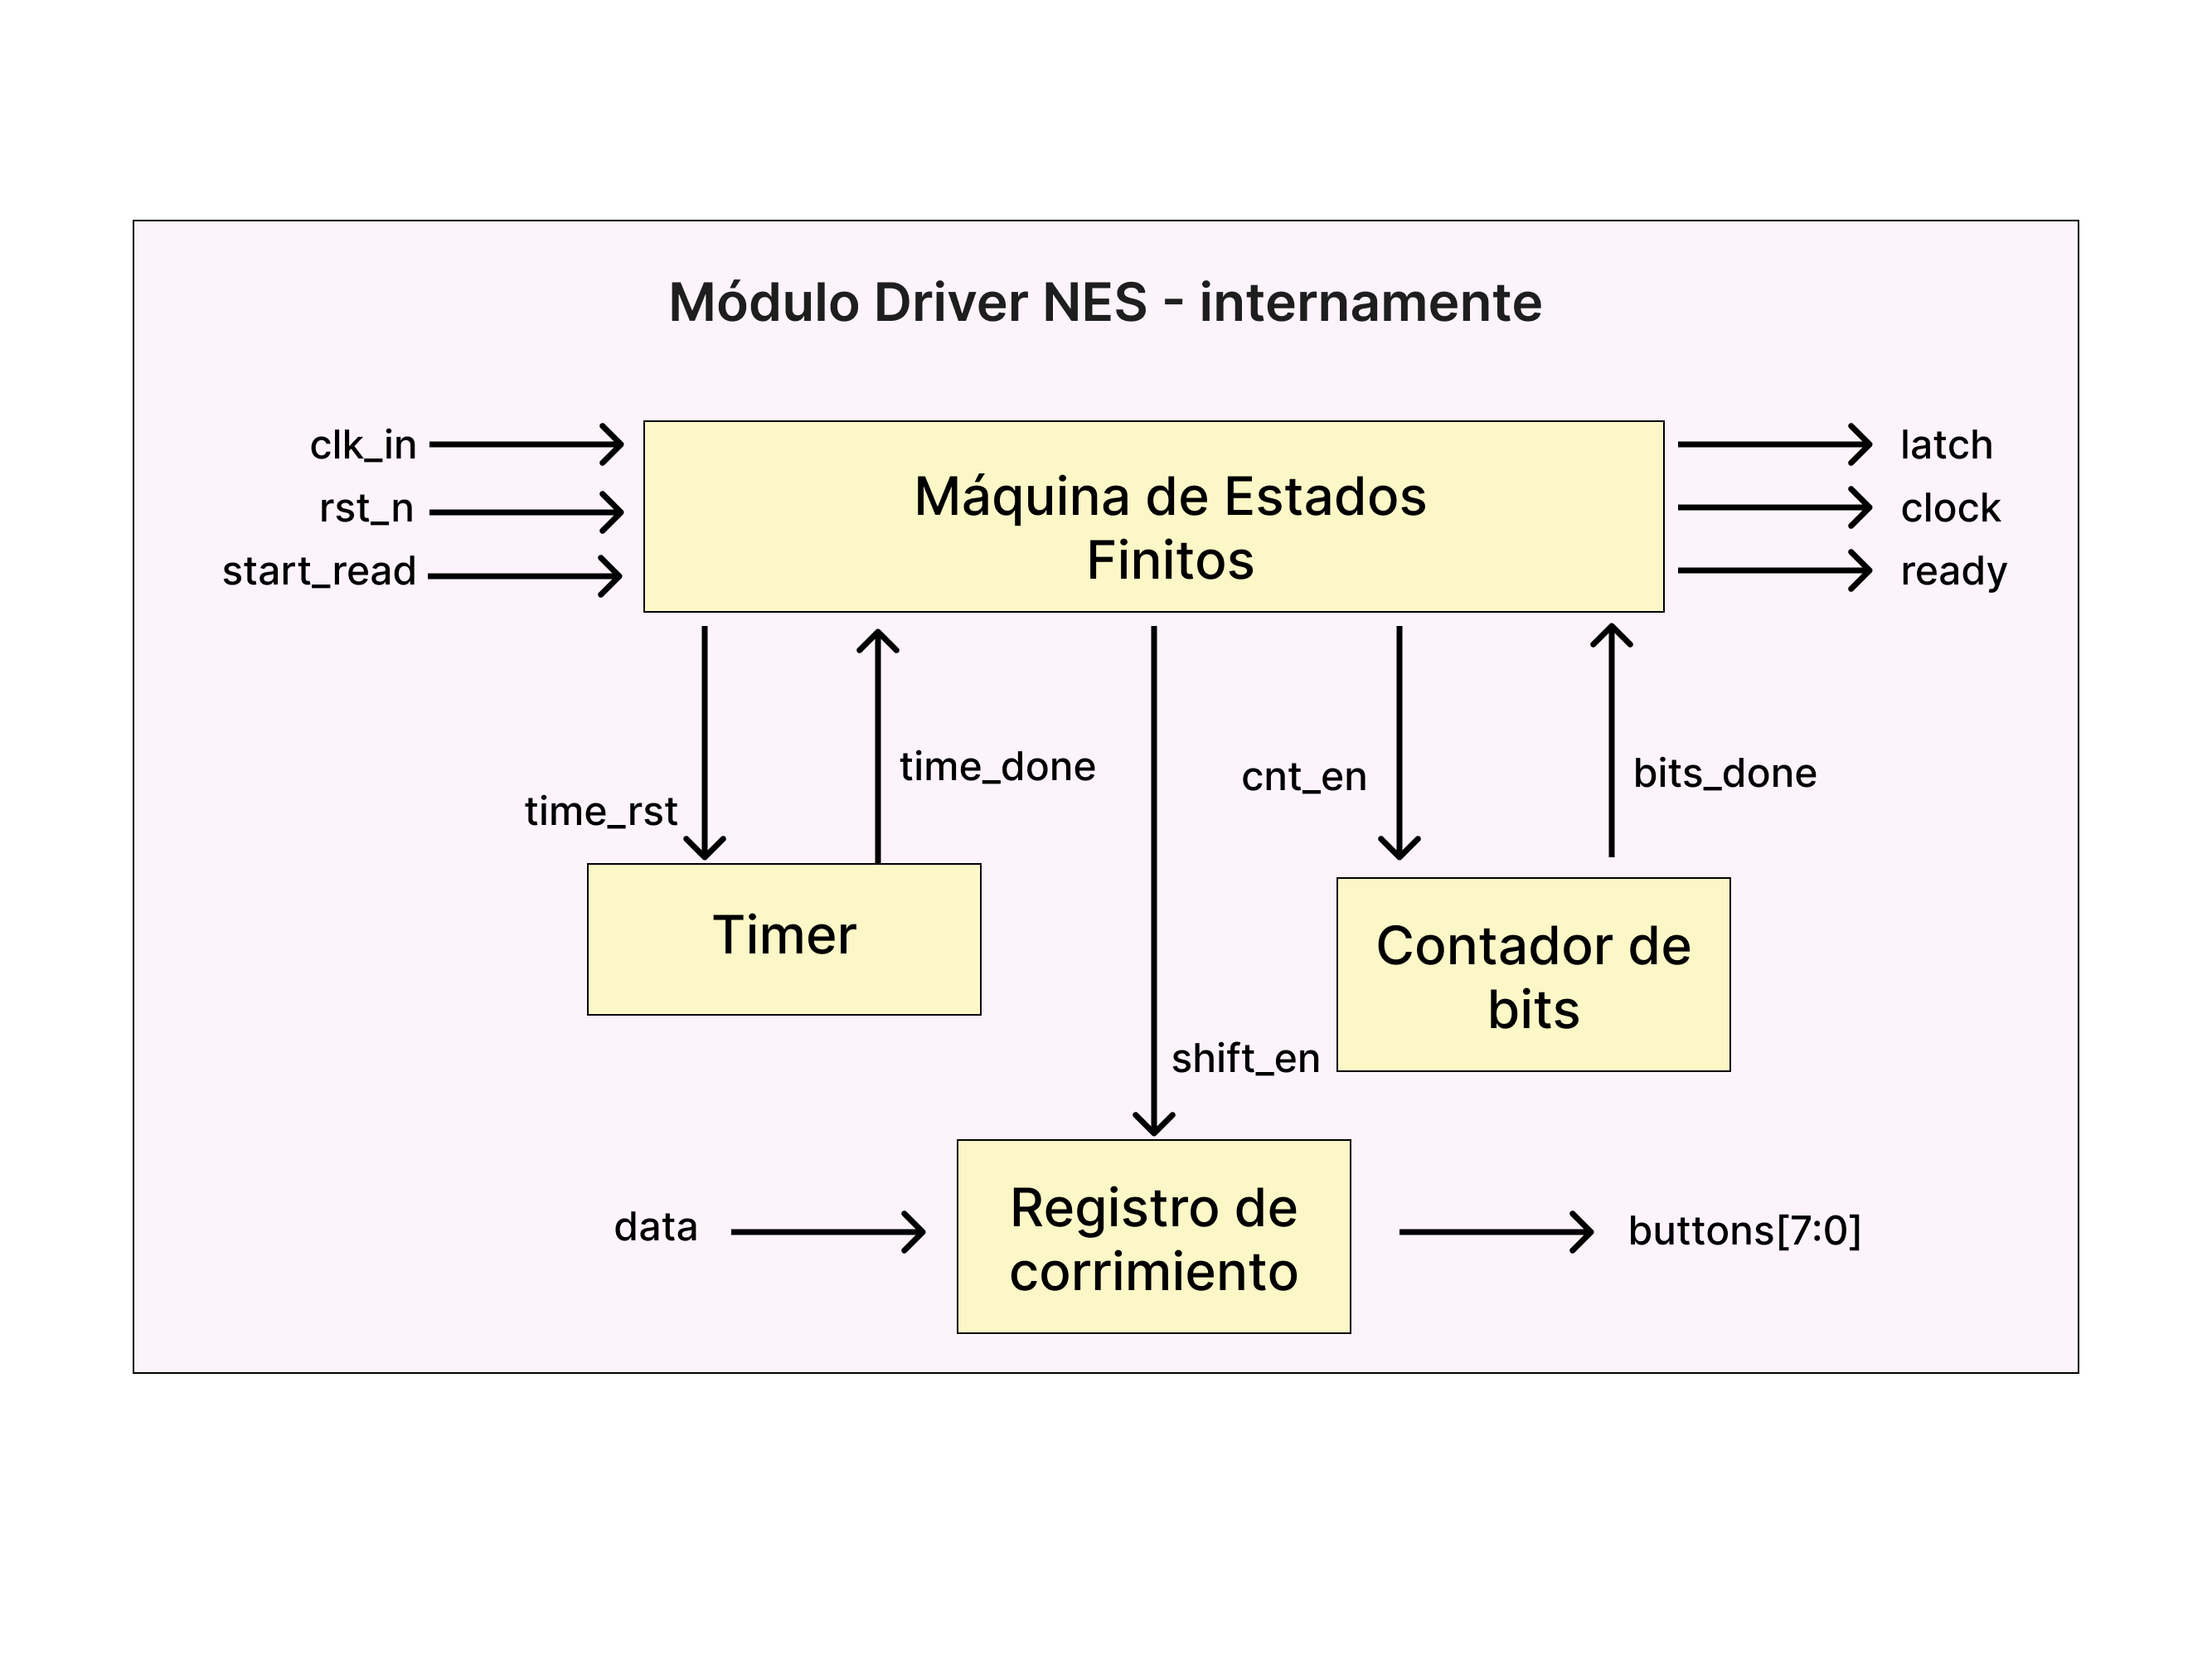 Módulo Driver NES - internamente
clk_in
rst_n
start_read
Máquina de Estados
Finitos
latch
clock
ready
time_rst
time_done
cnt_en
bits_done
Timer
Contador de
bits
shift_en
data
Registro de
corrimiento
buttons[7:0]